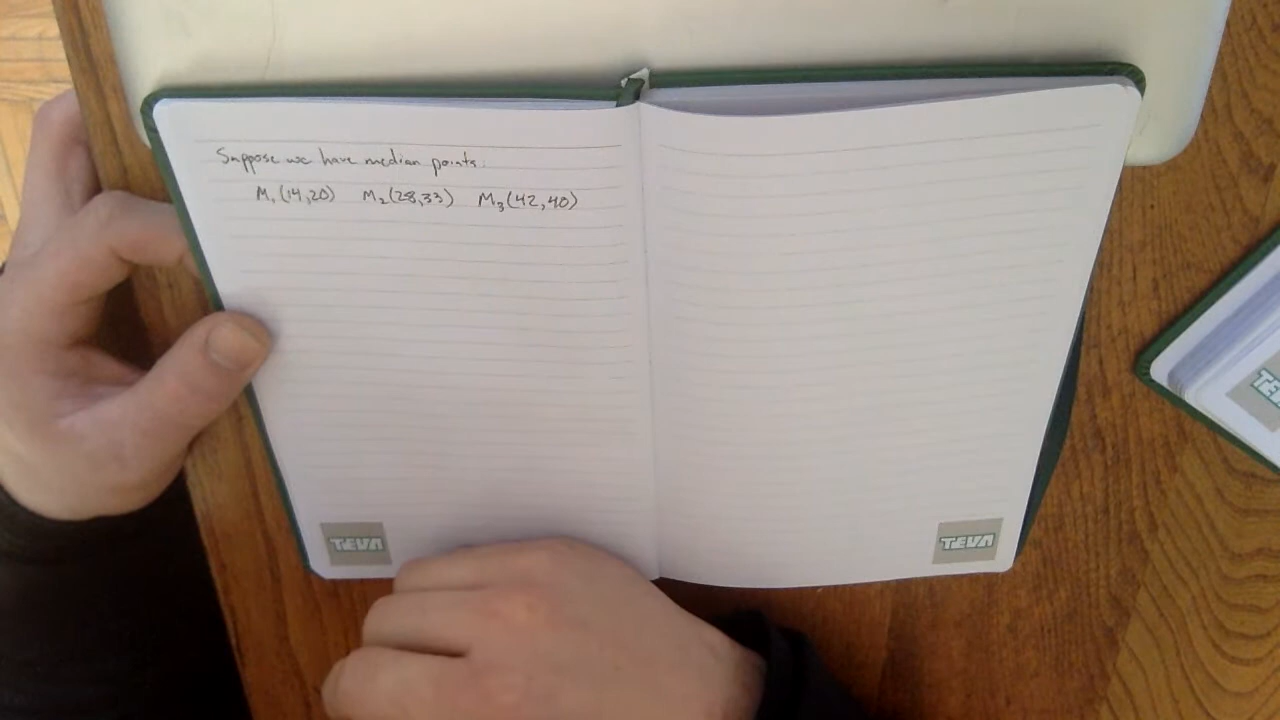 Suppose we have median points:
M₁(14,20) M₂(28,33) M₃(42,40)
TEVA
TEVA